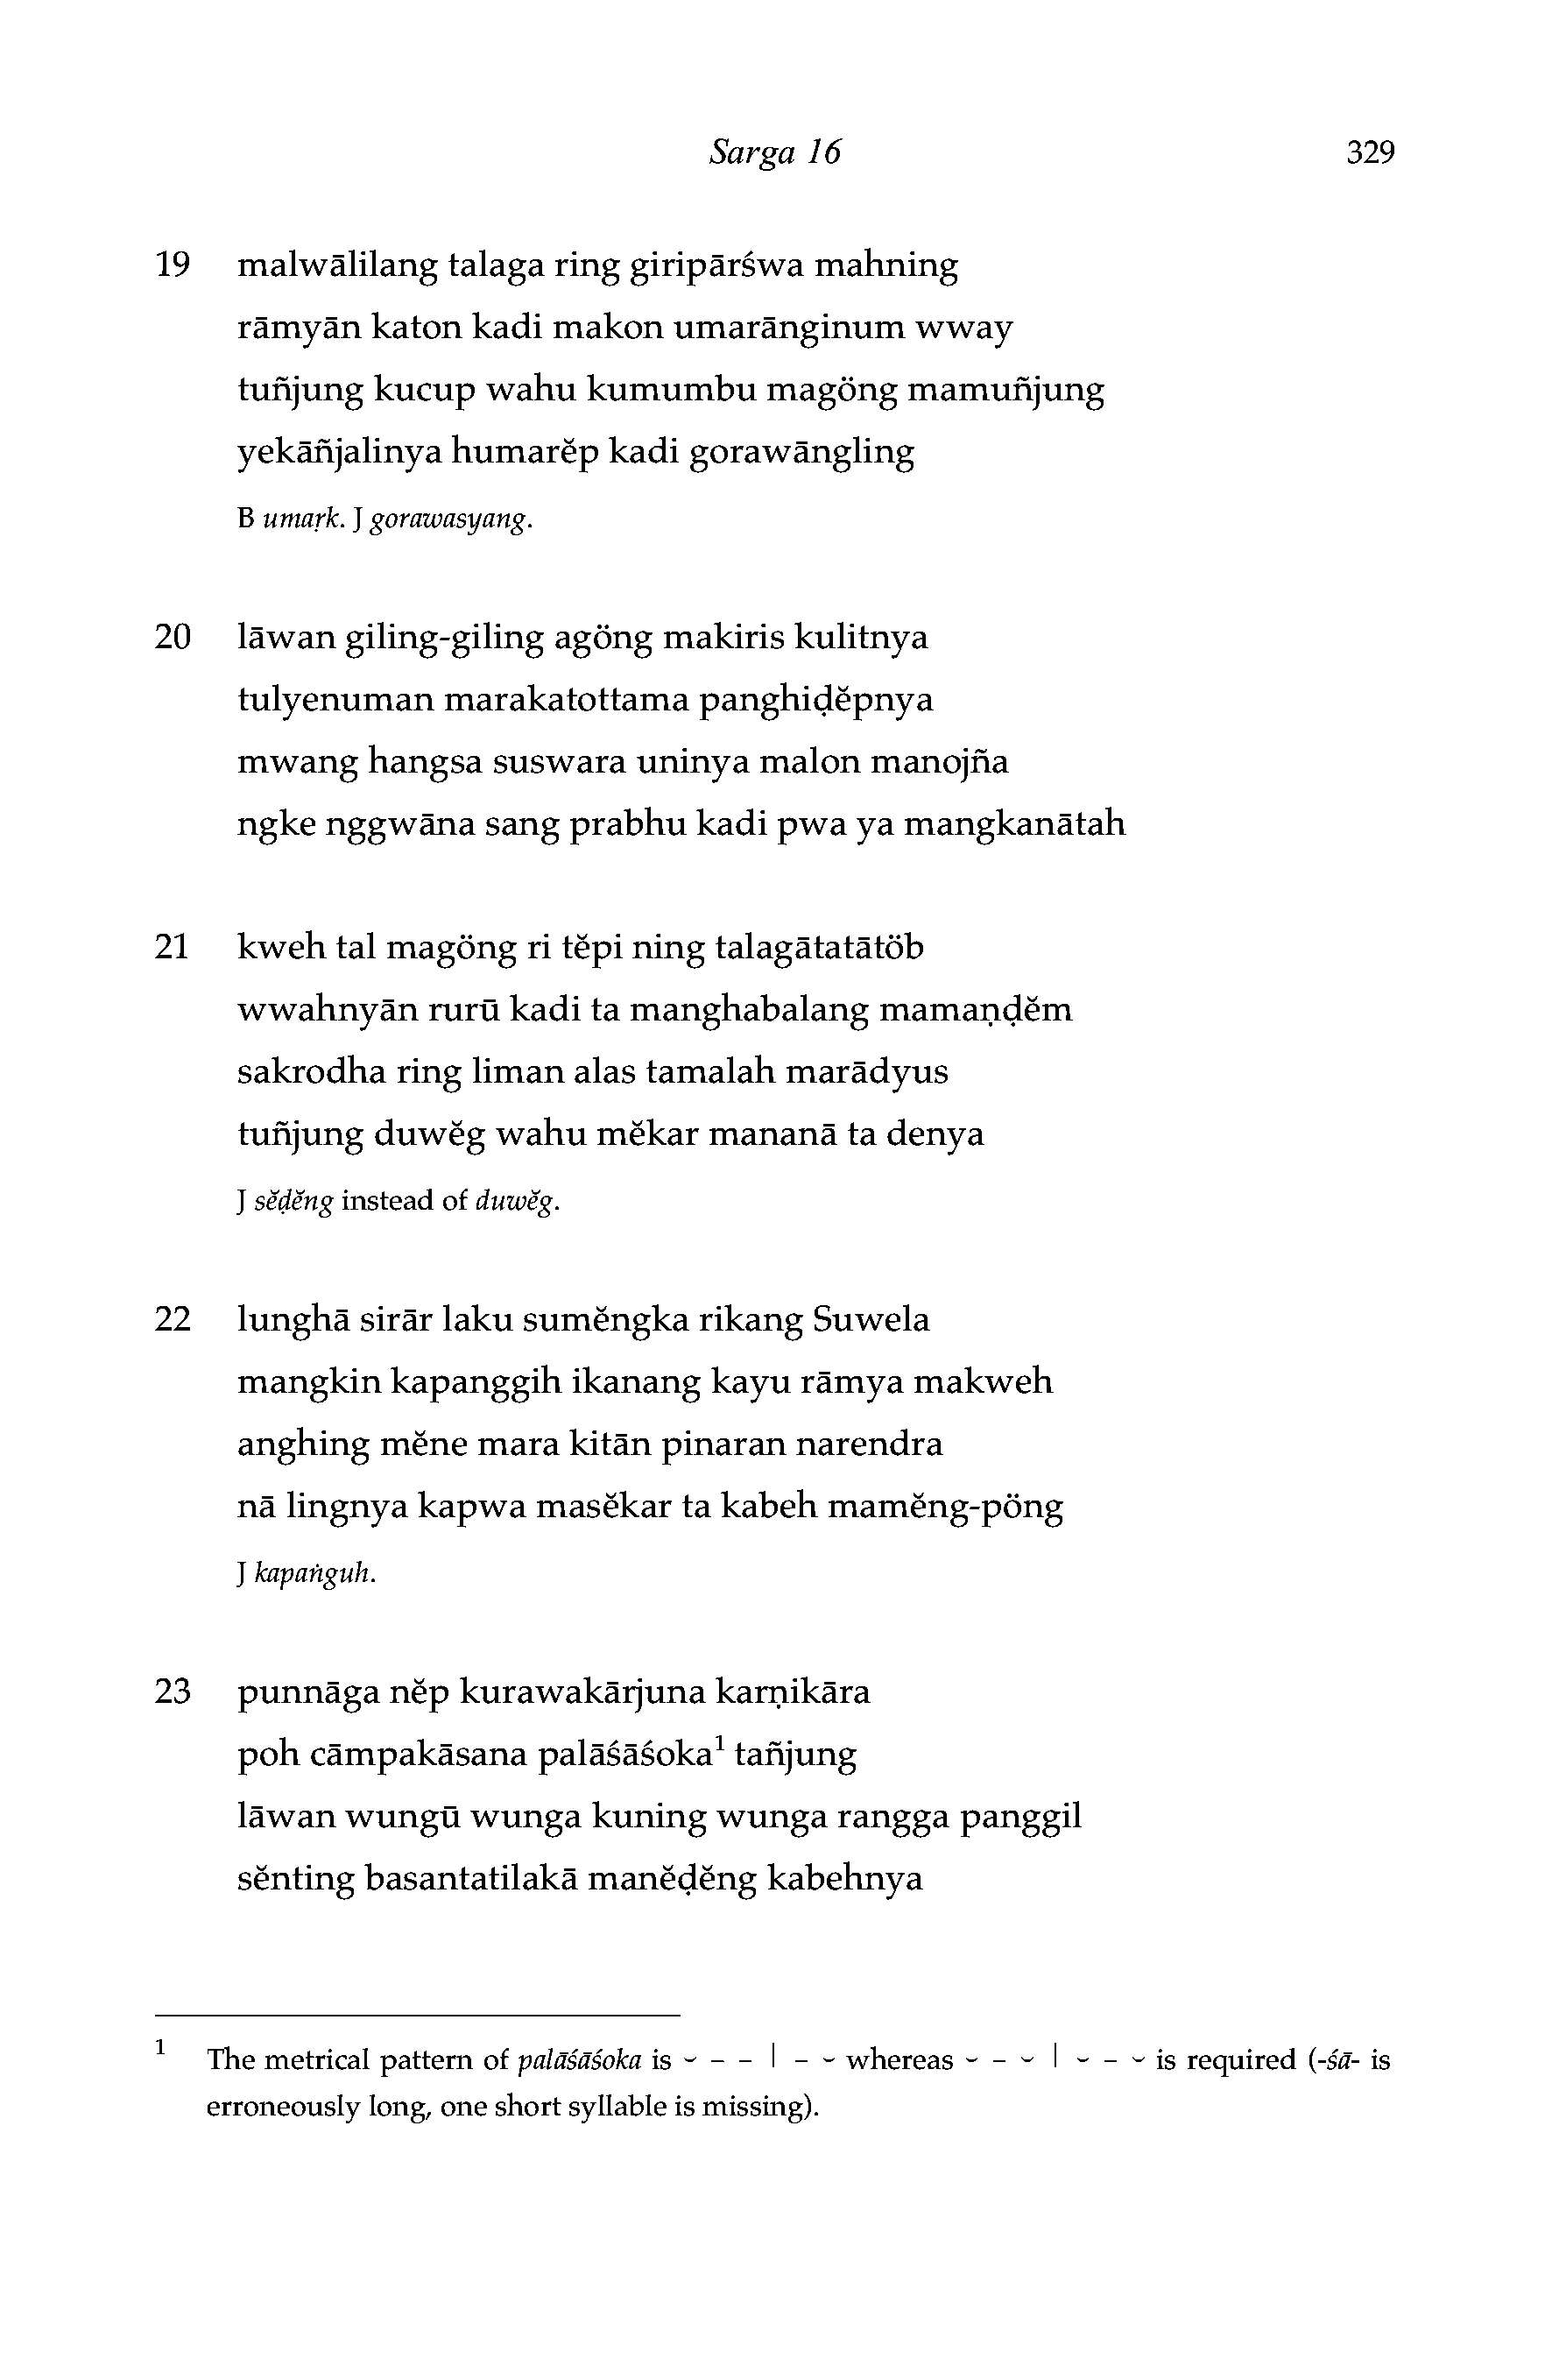 Sarga 16 329
19 malwālilang talaga ring giripārśwa mahning
rāmyān katon kadi makon umarānginum wway
tuñjung kucup wahu kumumbu magöng mamuñjung
yekāñjalinya humarĕp kadi gorawāngling
B umaṛk. J gorawasyang.
20 lāwan giling-giling agöng makiris kulitnya
tulyenuman marakatottama panghiḍĕpnya
mwang hangsa suswara uninya malon manojña
ngke nggwāna sang prabhu kadi pwa ya mangkanātah
21 kweh tal magöng ri tĕpi ning talagātatātöb
wwahnyān rurū kadi ta manghabalang mamaṇḍĕm
sakrodha ring liman alas tamalah marādyus
tuñjung duwĕg wahu mĕkar mananā ta denya
J sĕḍĕng instead of duwĕg.
22 lunghā sirār laku sumĕngka rikang Suwela
mangkin kapanggih ikanang kayu rāmya makweh
anghing mĕne mara kitān pinaran narendra
nā lingnya kapwa masĕkar ta kabeh mamĕng-pöng
J kapaṅguh.
23 punnāga nĕp kurawakārjuna karṇikāra
poh cāmpakāsana palāśāśoka¹ tañjung
lāwan wungū wunga kuning wunga rangga panggil
sĕnting basantatilakā manĕḍĕng kabehnya
¹ The metrical pattern of palāśāśoka is ⏑ – – | – ⏑ whereas ⏑ – ⏑ | ⏑ – ⏑ is required (-śā- is
erroneously long, one short syllable is missing).